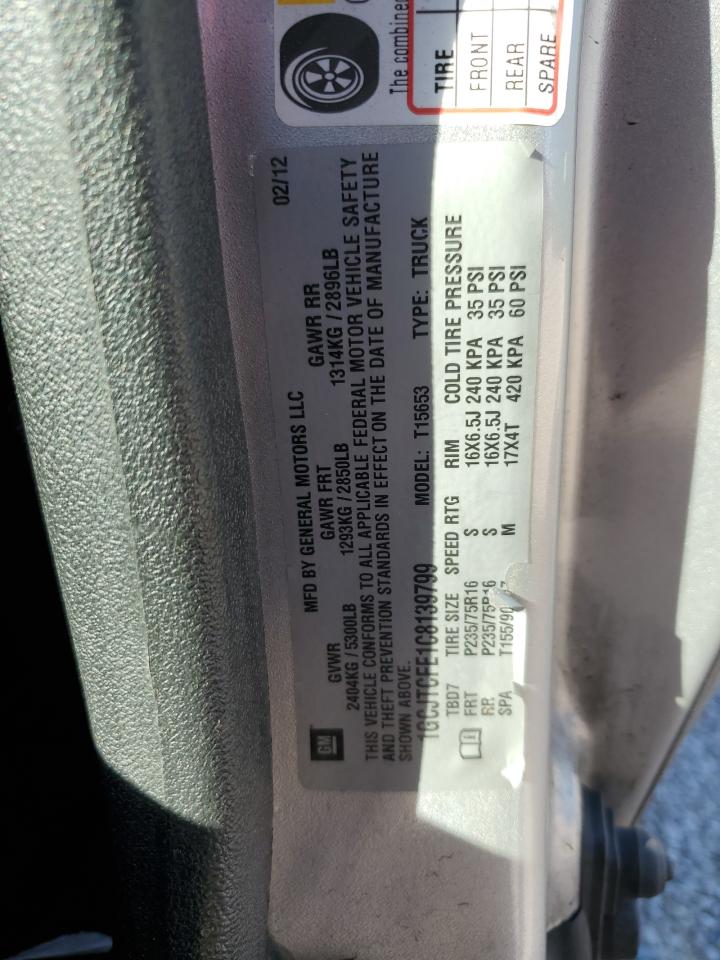 The combined
TIRE
FRONT
REAR
SPARE
MFD BY GENERAL MOTORS LLC 02/12
GVWR GAWR FRT GAWR RR
2404KG / 5300LB 1293KG / 2850LB 1314KG / 2896LB
THIS VEHICLE CONFORMS TO ALL APPLICABLE FEDERAL MOTOR VEHICLE SAFETY
AND THEFT PREVENTION STANDARDS IN EFFECT ON THE DATE OF MANUFACTURE
SHOWN ABOVE.
GM
1GCJTCFE1C8139799 MODEL: T15653 TYPE: TRUCK
TBD7 TIRE SIZE SPEED RTG RIM COLD TIRE PRESSURE
FRT P235/75R16 S 16X6.5J 240 KPA 35 PSI
RR P235/75R16 S 16X6.5J 240 KPA 35 PSI
SPA M 17X4T 420 KPA 60 PSI